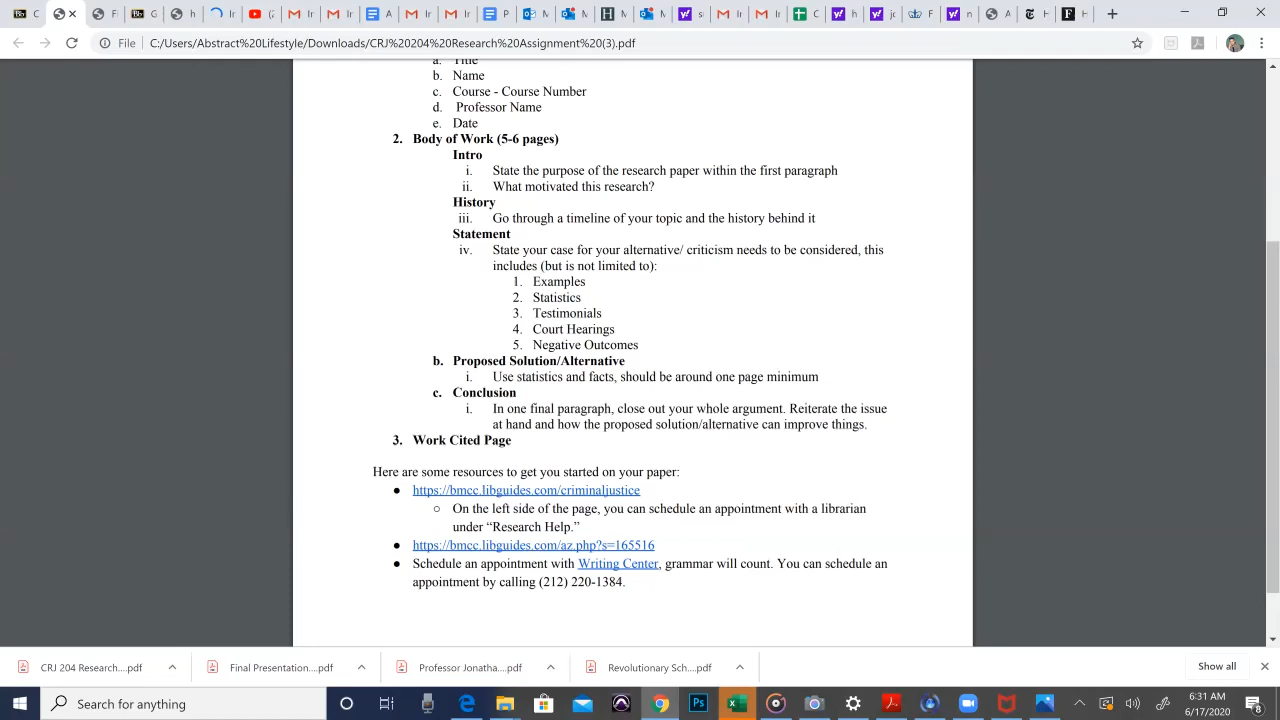 Bc
F
Bc
G
h
Ir
G
Ir
Ir
A
P
N
N
H
N
N
si
Ir
Ir
C
h
jc
P
n
A
T
F
H
File
C:/Users/Abstract%20Lifestyle/Downloads/CRJ%20204%20Research%20Assignment%20(3).pdf
a. Title
b. Name
c. Course - Course Number
d. Professor Name
e. Date
2. Body of Work (5-6 pages)
Intro
i. State the purpose of the research paper within the first paragraph
ii. What motivated this research?
History
iii. Go through a timeline of your topic and the history behind it
Statement
iv. State your case for your alternative/ criticism needs to be considered, this
includes (but is not limited to):
1. Examples
2. Statistics
3. Testimonials
4. Court Hearings
5. Negative Outcomes
b. Proposed Solution/Alternative
i. Use statistics and facts, should be around one page minimum
c. Conclusion
i. In one final paragraph, close out your whole argument. Reiterate the issue
at hand and how the proposed solution/alternative can improve things.
3. Work Cited Page
Here are some resources to get you started on your paper:
● https://bmcc.libguides.com/criminaljustice
○ On the left side of the page, you can schedule an appointment with a librarian
under “Research Help.”
● https://bmcc.libguides.com/az.php?s=165516
● Schedule an appointment with Writing Center, grammar will count. You can schedule an
appointment by calling (212) 220-1384.
CRJ 204 Research....pdf
Final Presentation....pdf
Professor Jonatha....pdf
Revolutionary Sch....pdf
Show all
Search for anything
6:31 AM
6/17/2020
8